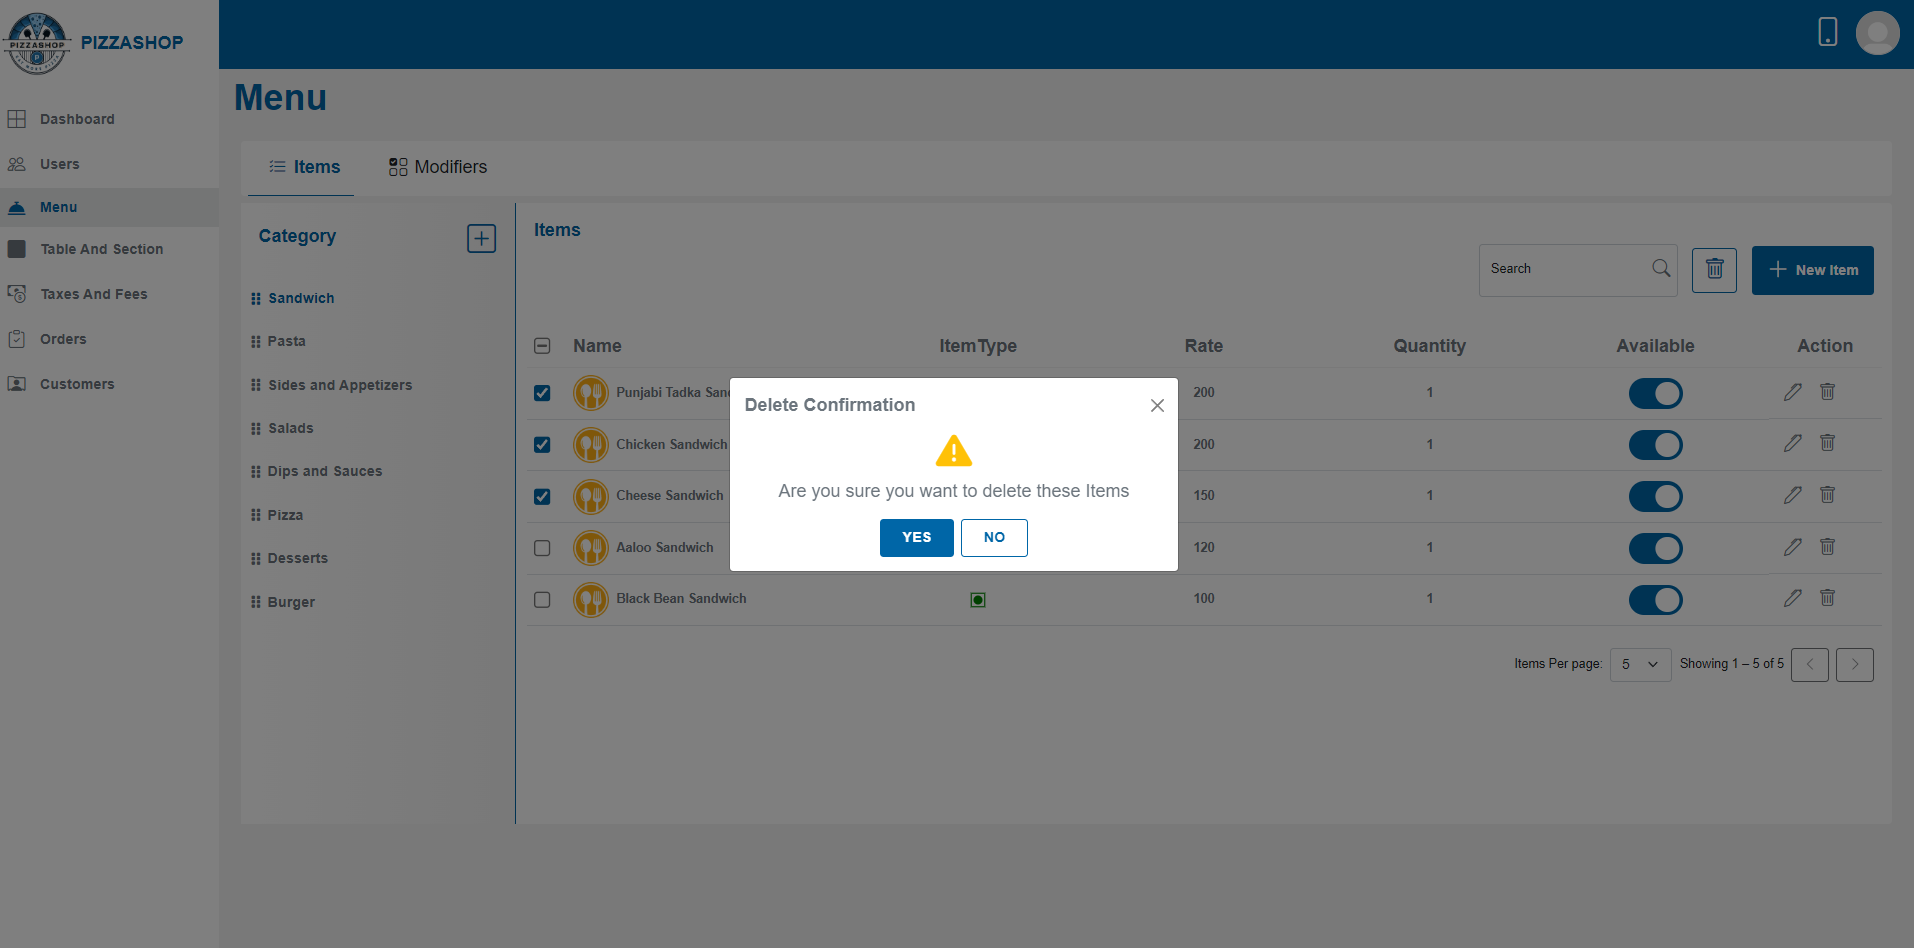 PIZZASHOP
PIZZASHOP
Dashboard
Users
Menu
Table And Section
Taxes And Fees
Orders
Customers
Menu
Items
Modifiers
Category
Sandwich
Pasta
Sides and Appetizers
Salads
Dips and Sauces
Pizza
Desserts
Burger
Items
Search
New Item
Name ItemType Rate Quantity Available Action
Punjabi Tadka 200 1
Chicken Sandwich 200 1
Cheese Sandwich 150 1
Aaloo Sandwich 120 1
Black Bean Sandwich 100 1
Items Per page: 5 Showing 1 – 5 of 5
Delete Confirmation
Are you sure you want to delete these Items
YES NO